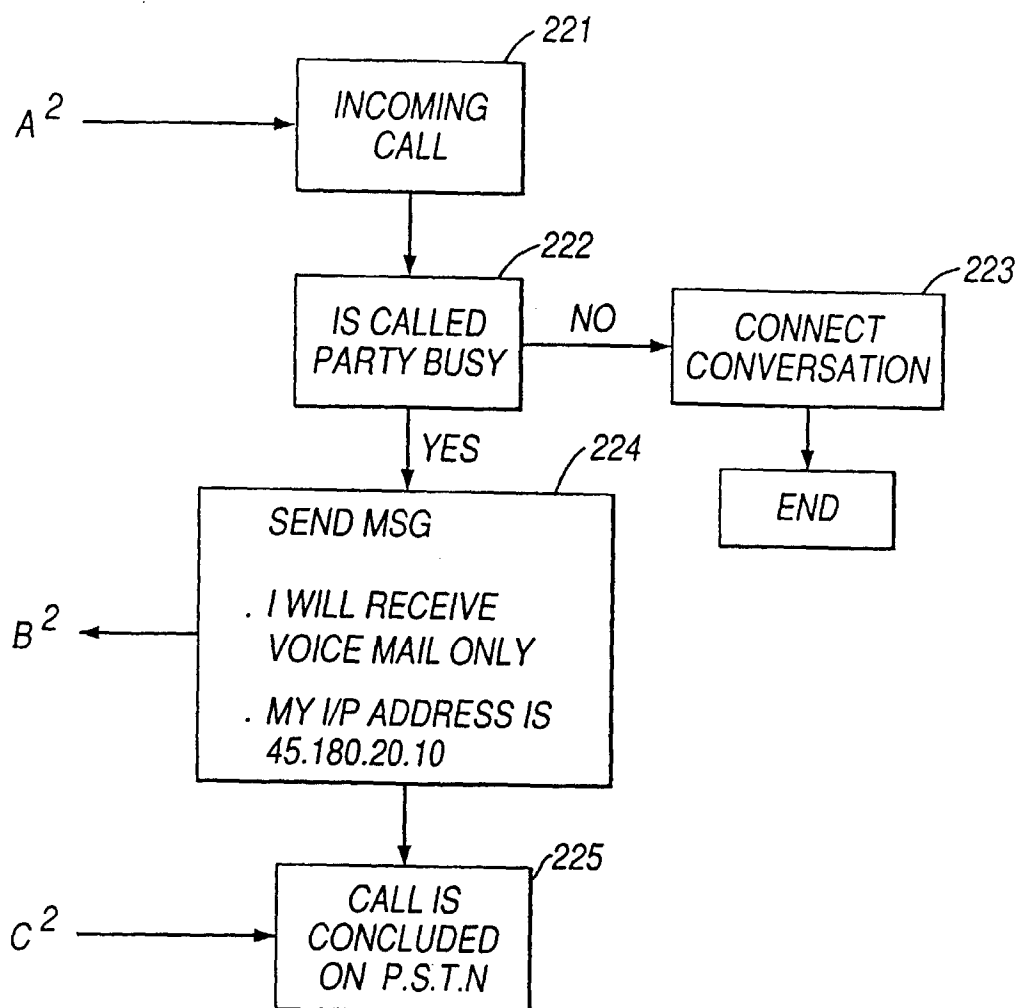 221
A2
INCOMING
CALL
222
IS CALLED
PARTY BUSY
NO
223
CONNECT
CONVERSATION
YES
224
END
SEND MSG
. I WILL RECEIVE
VOICE MAIL ONLY
B2
. MY I/P ADDRESS IS
45.180.20.10
225
CALL IS
CONCLUDED
ON P.S.T.N
C2